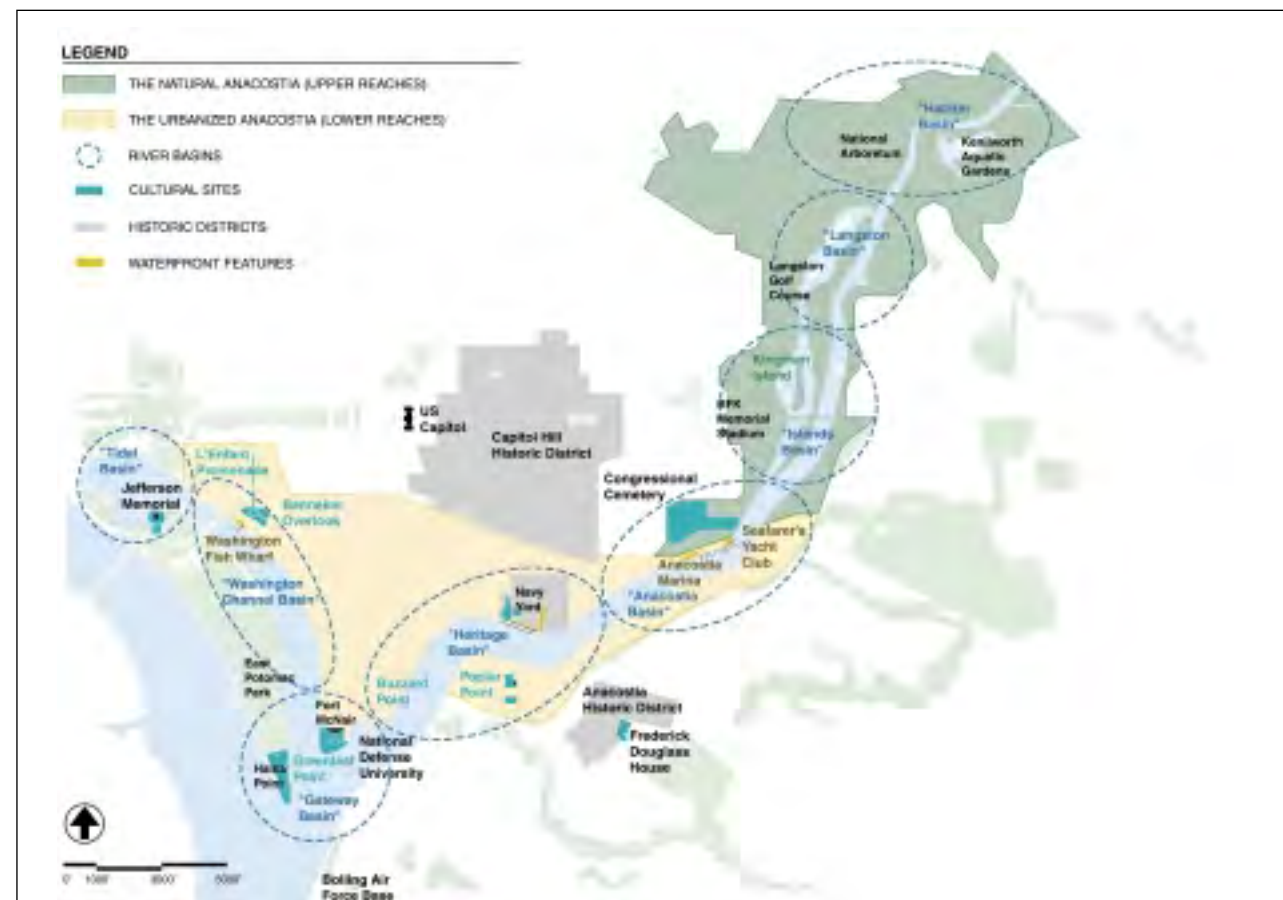 LEGEND
THE NATURAL ANACOSTIA (UPPER REACHES)
THE URBANIZED ANACOSTIA (LOWER REACHES)
RIVER BASINS
CULTURAL SITES
HISTORIC DISTRICTS
WATERFRONT FEATURES
"Habitat
Basin"
National
Arboretum
Kenilworth
Aquatic
Gardens
"Langston
Basin"
Langston
Golf
Course
Kingman
Island
RFK
Memorial
Stadium
"Islands
Basin"
US
Capitol
Capitol Hill
Historic District
Congressional
Cemetery
"Tidal
Basin"
L'Enfant
Promenade
Jefferson
Memorial
Banneker
Overlook
Washington
Fish Wharf
Seafarer's
Yacht
Club
Anacostia
Marina
"Washington
Channel Basin"
"Anacostia
Basin"
Navy
Yard
"Heritage
Basin"
East
Potomac
Park
Buzzard
Point
Poplar
Point
Anacostia
Historic District
Fort
McNair
National
Defense
University
Frederick
Douglass
House
Hains
Point
Greenleaf
Point
"Gateway
Basin"
0' 1000' 5000'
Bolling Air
Force Base